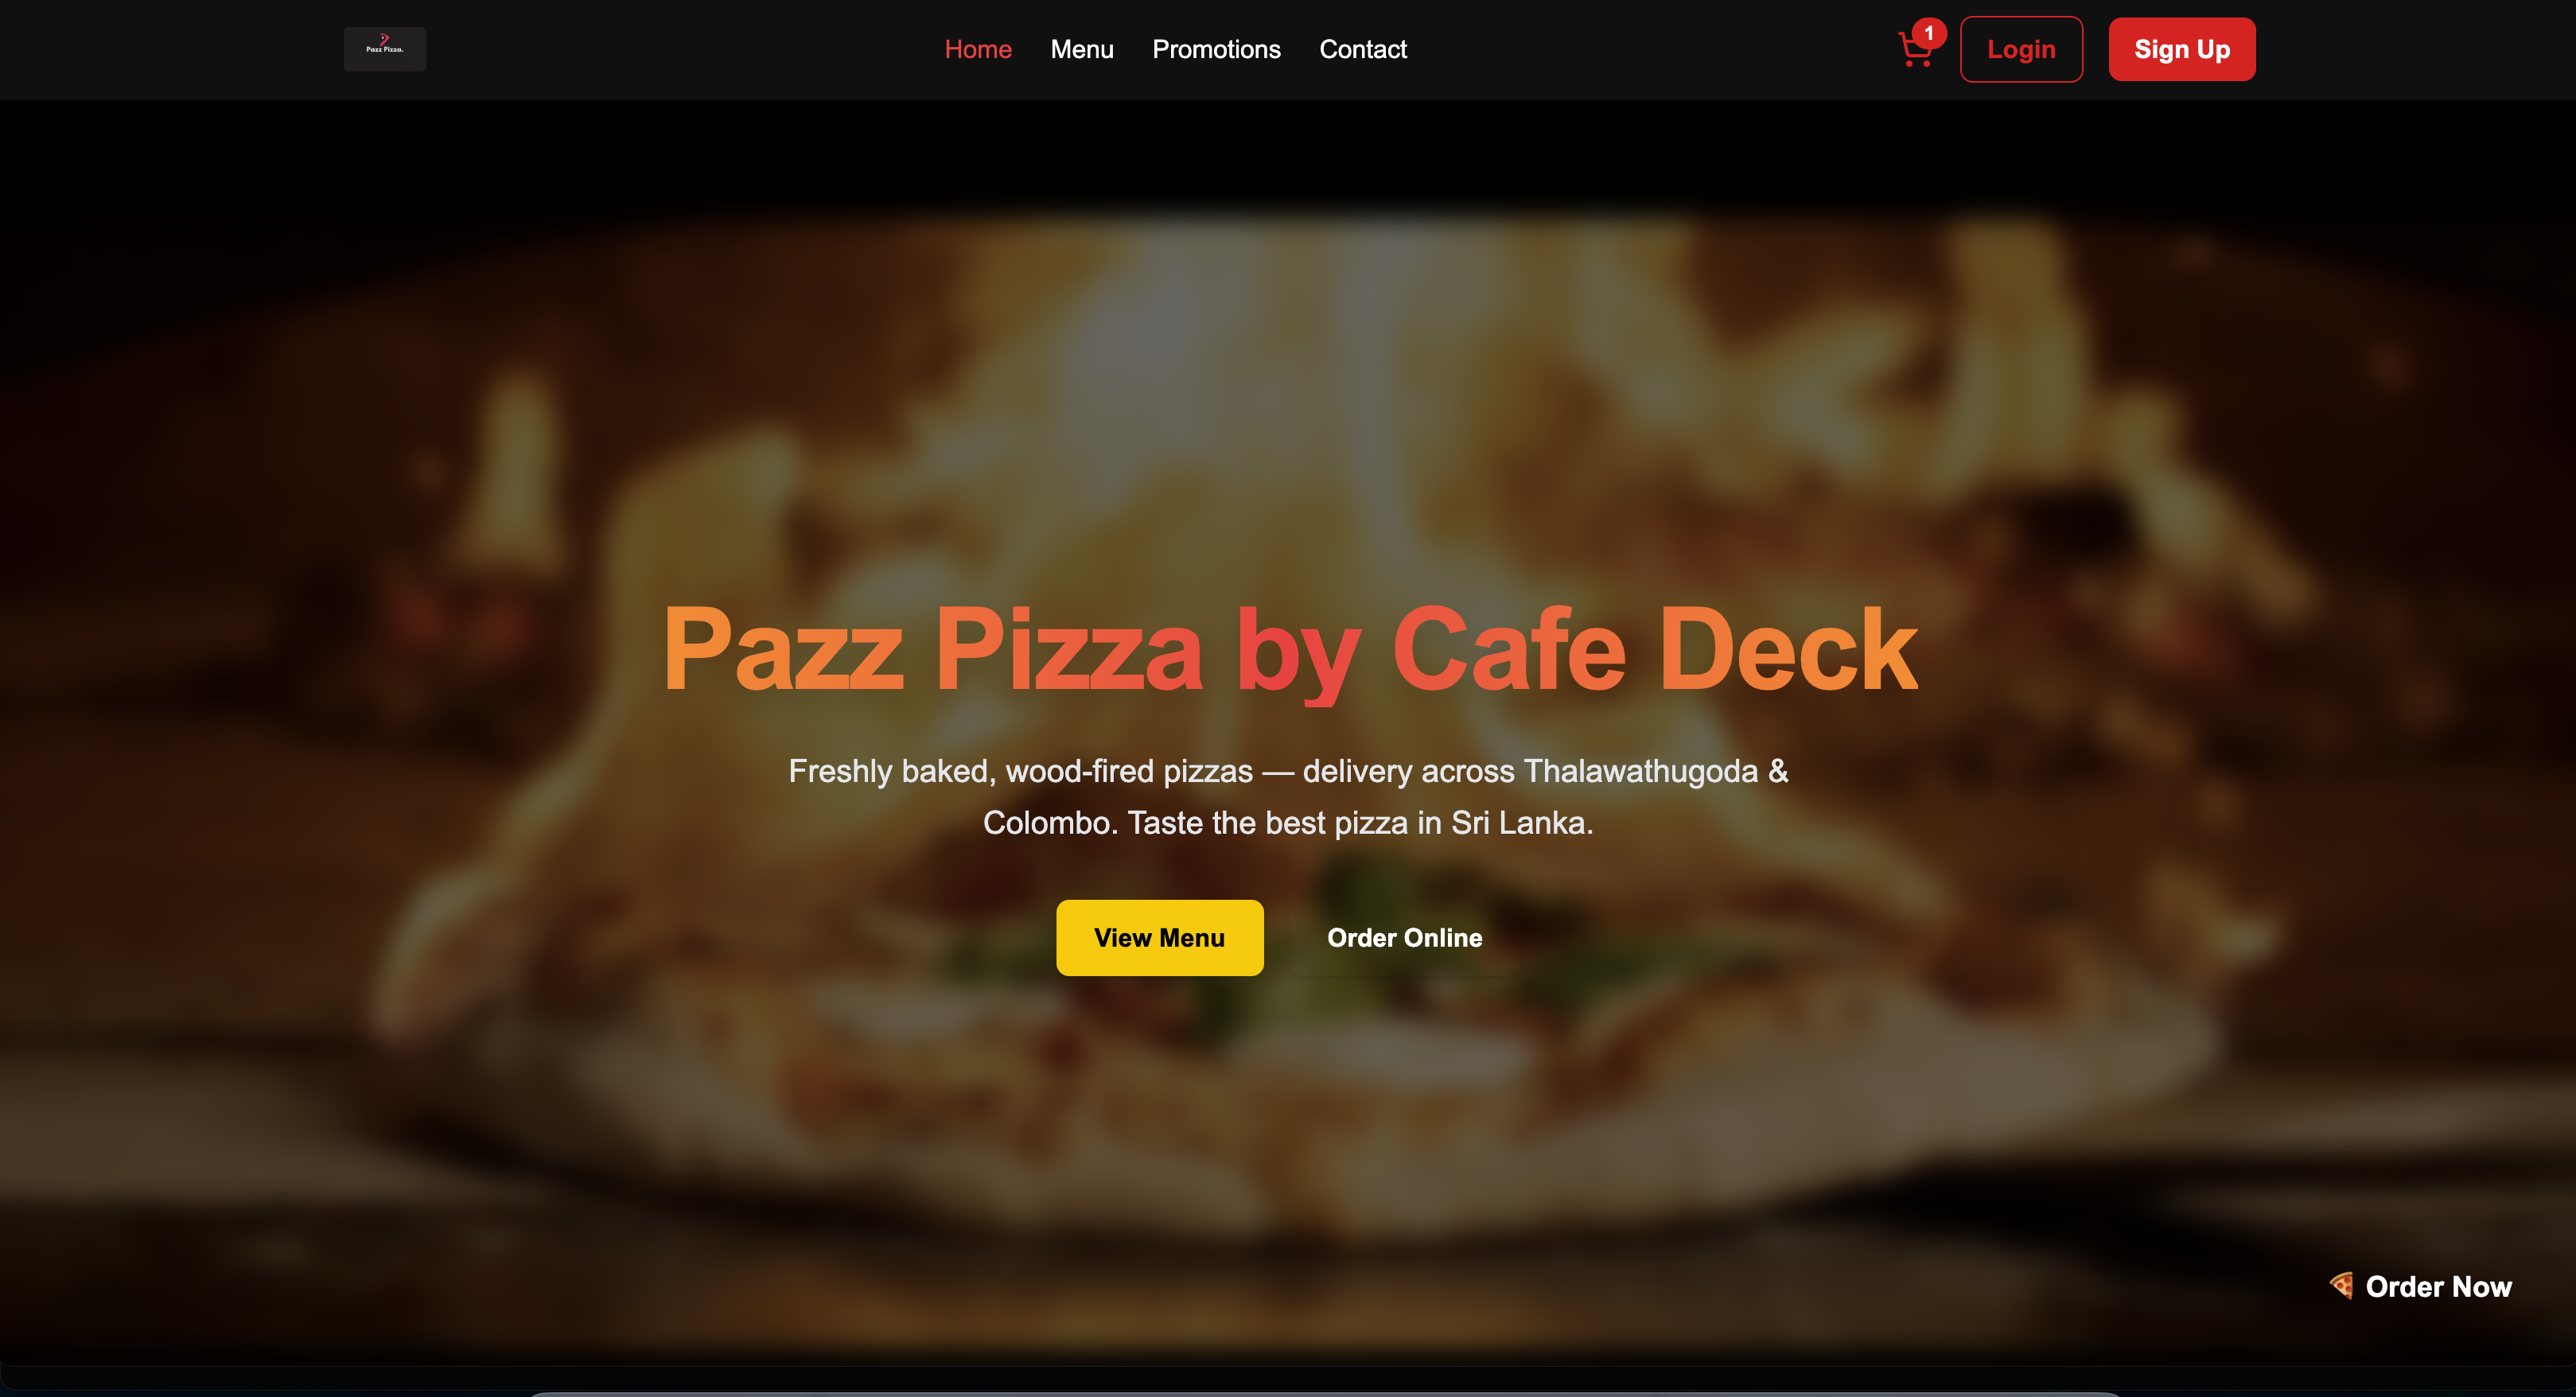 Pazz Pizza.
Home Menu Promotions Contact
1
Login
Sign Up
Pazz Pizza by Cafe Deck
Freshly baked, wood-fired pizzas — delivery across Thalawathugoda &
Colombo. Taste the best pizza in Sri Lanka.
View Menu
Order Online
🍕 Order Now